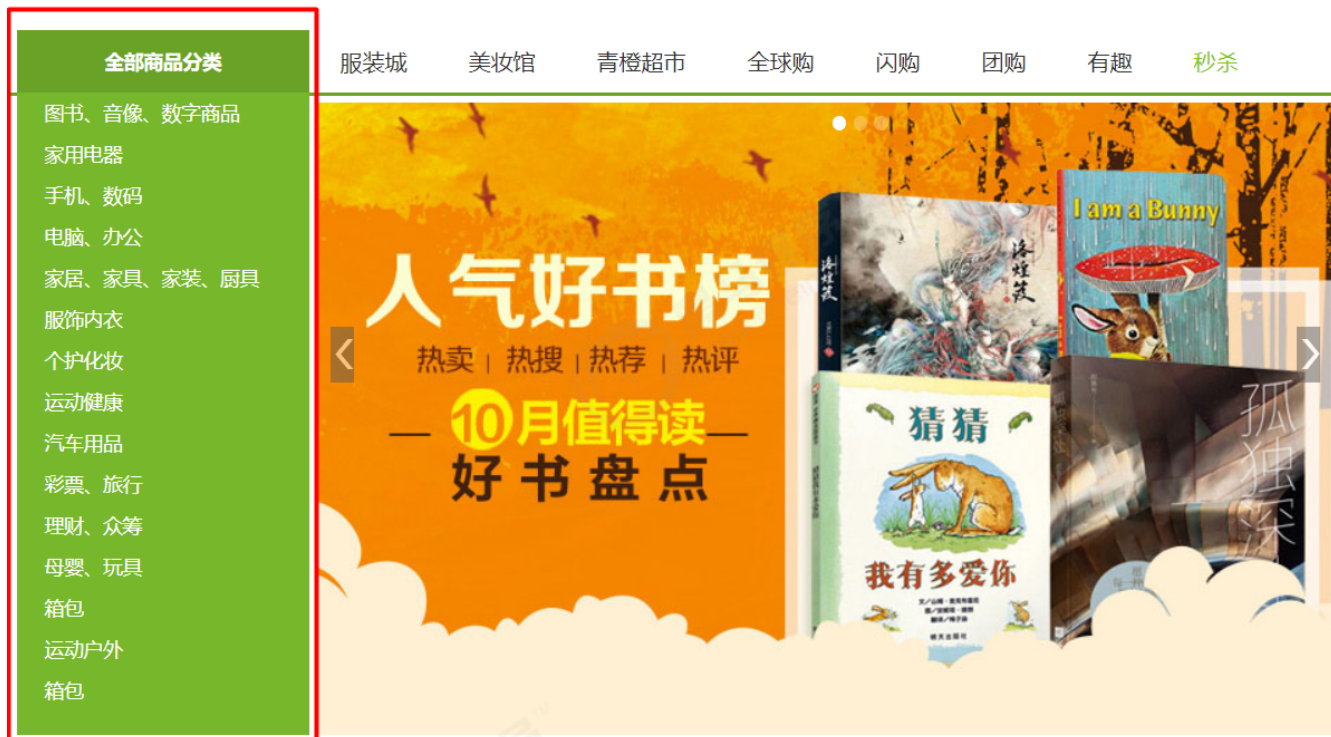 全部商品分类
服装城 美妆馆 青橙超市 全球购 闪购 团购 有趣 秒杀
图书、音像、数字商品
家用电器
手机、数码
电脑、办公
家居、家具、家装、厨具
服饰内衣
个护化妆
运动健康
汽车用品
彩票、旅行
理财、众筹
母婴、玩具
箱包
运动户外
箱包
人气好书榜
热卖 | 热搜 | 热荐 | 热评
10月值得读
好书盘点
洛煌笈
洛煌笈
I am a Bunny
猜猜
我有多爱你
孤独深